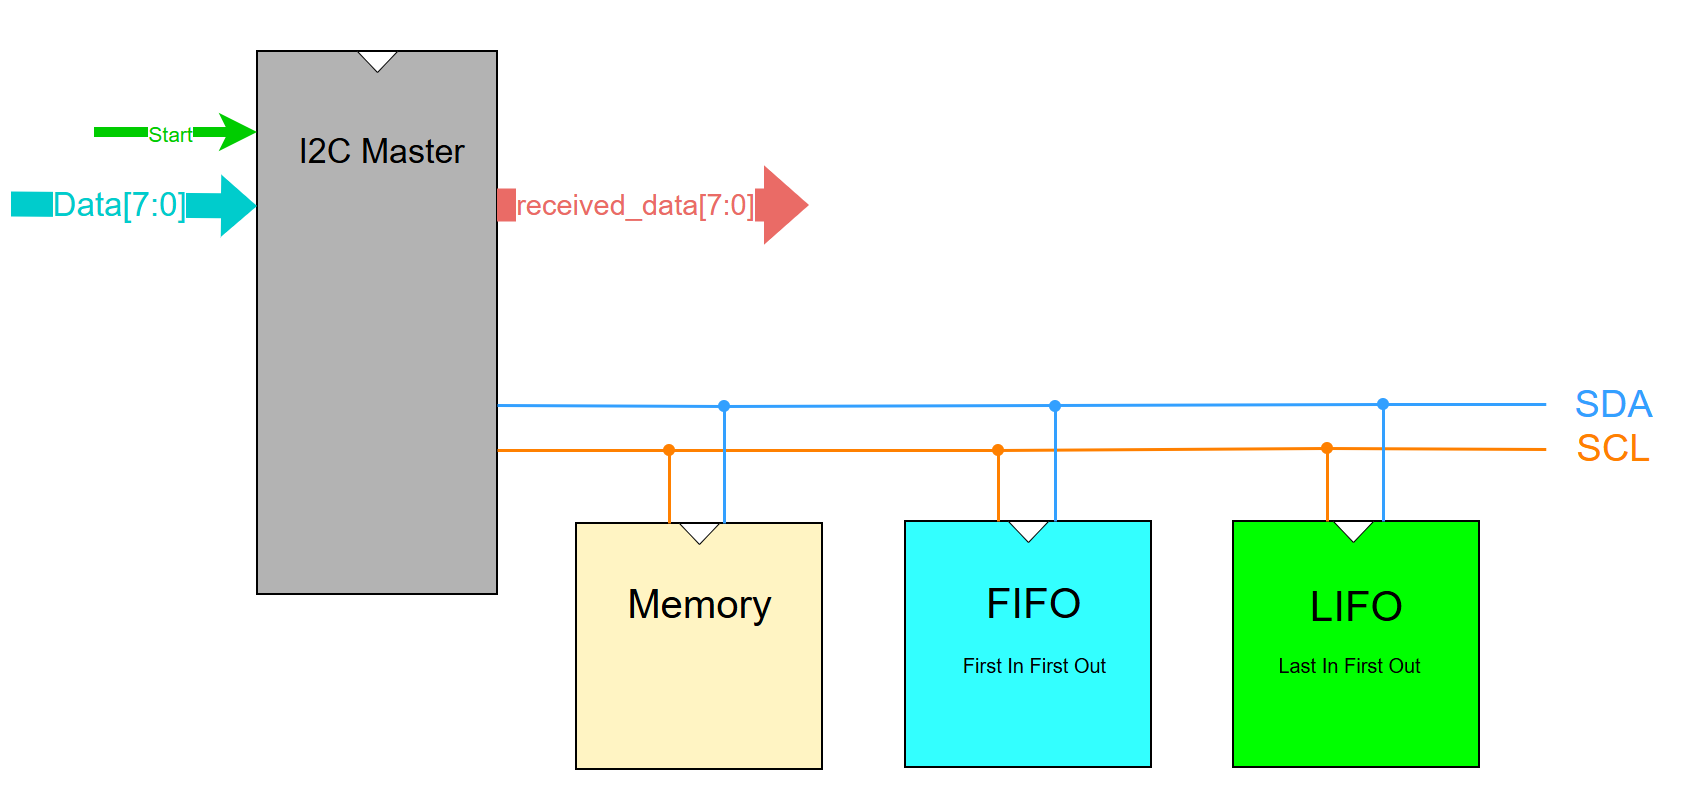 I2C Master
Start
Data[7:0]
received_data[7:0]
SDA
SCL
Memory
FIFO
First In First Out
LIFO
Last In First Out